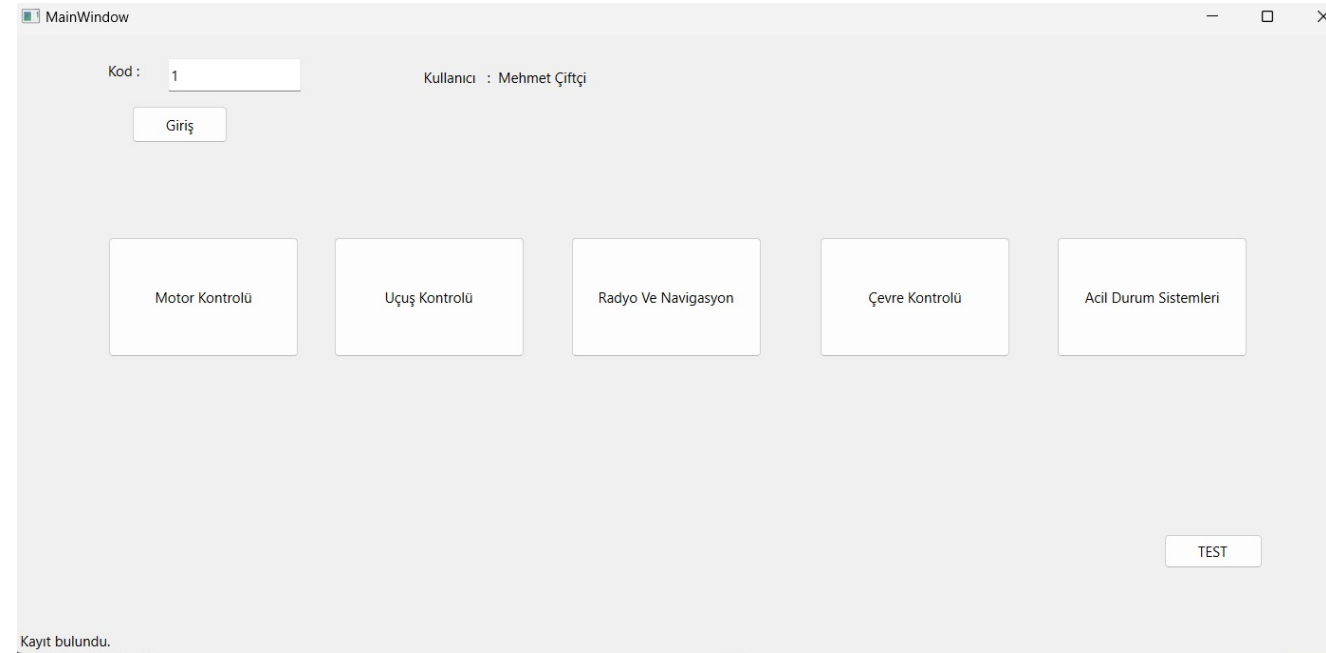 MainWindow
Kod :
1
Kullanıcı : Mehmet Çiftçi
Giriş
Motor Kontrolü
Uçuş Kontrolü
Radyo Ve Navigasyon
Çevre Kontrolü
Acil Durum Sistemleri
TEST
Kayıt bulundu.